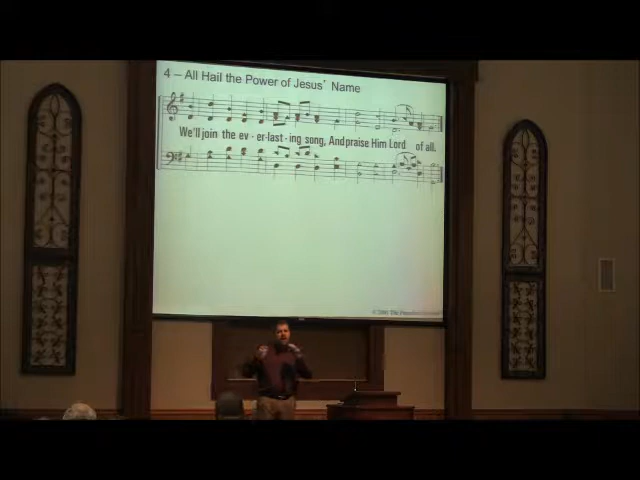 4 – All Hail the Power of Jesus' Name
We'll join the ev - er-last - ing song, And praise Him Lord of all.